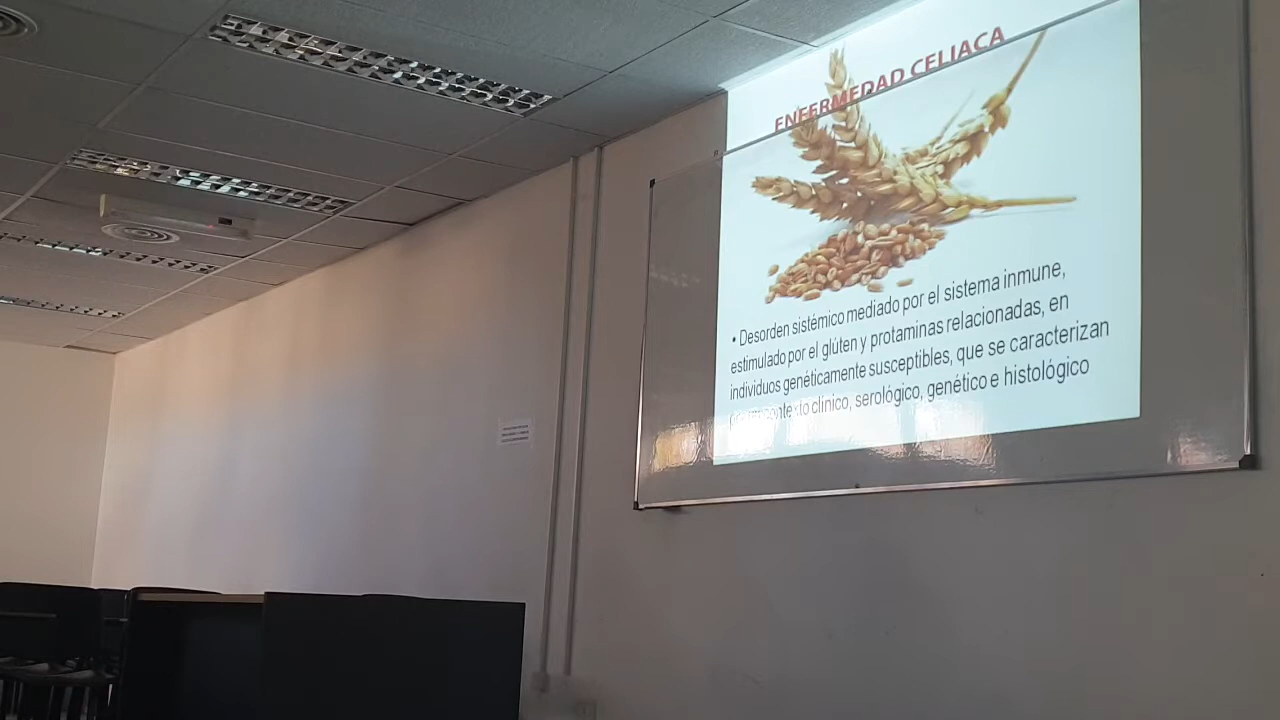 ENFERMEDAD CELIACA
• Desorden sistémico mediado por el sistema inmune,
estimulado por el glúten y protaminas relacionadas, en
individuos genéticamente susceptibles, que se caracterizan
contexto clínico, serológico, genético e histológico